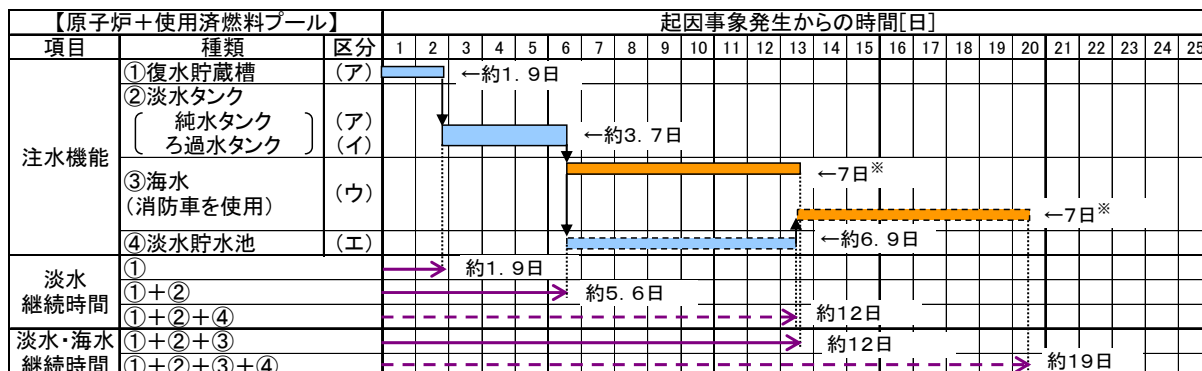 【原子炉+使用済燃料プール】 起因事象発生からの時間[日]
項目 種類 区分 1 2 3 4 5 6 7 8 9 10 11 12 13 14 15 16 17 18 19 20 21 22 23 24 25
注水機能
①復水貯蔵槽 (ア) ←約1.9日
②淡水タンク
純水タンク (ア)
ろ過水タンク (イ) ←約3.7日
③海水
(消防車を使用) (ウ) ←7日※
←7日※
④淡水貯水池 (エ) ←約6.9日
淡水
継続時間
① 約1.9日
①+② 約5.6日
①+②+④ 約12日
淡水・海水
継続時間
①+②+③ 約12日
①+②+③+④ 約19日